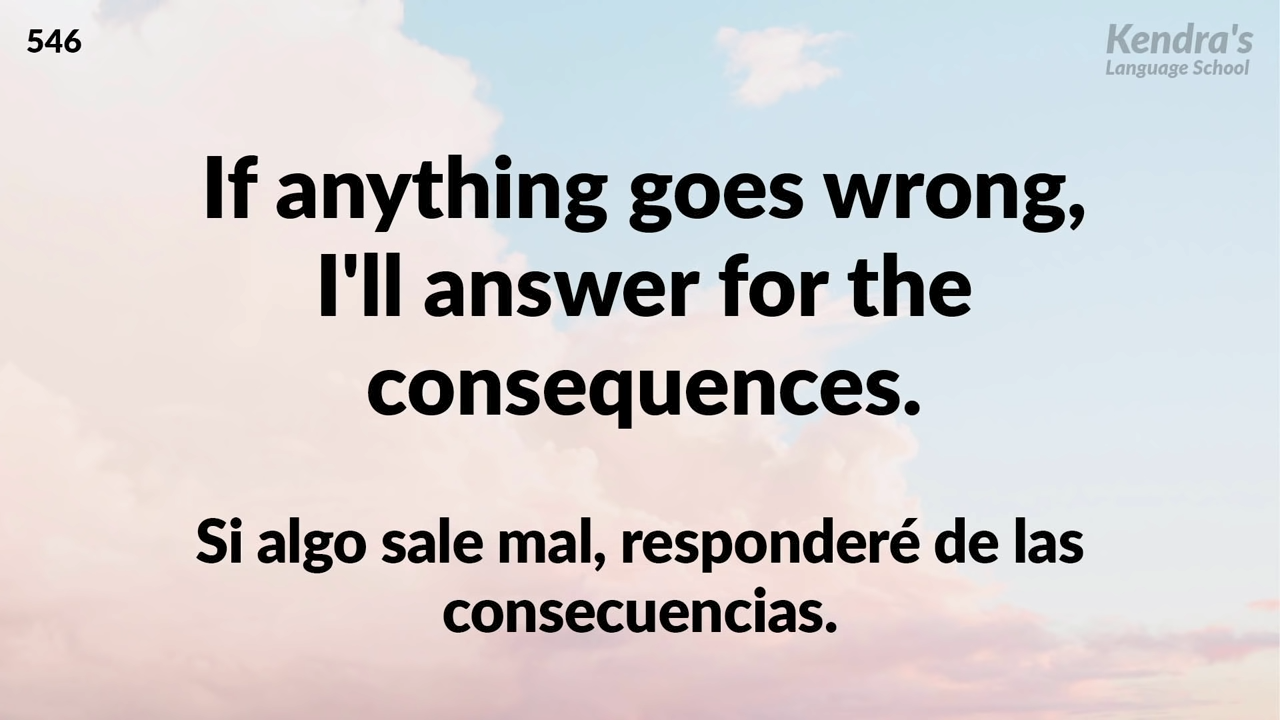 546
Kendra's
Language School
If anything goes wrong,
I'll answer for the
consequences.
Si algo sale mal, responderé de las
consecuencias.